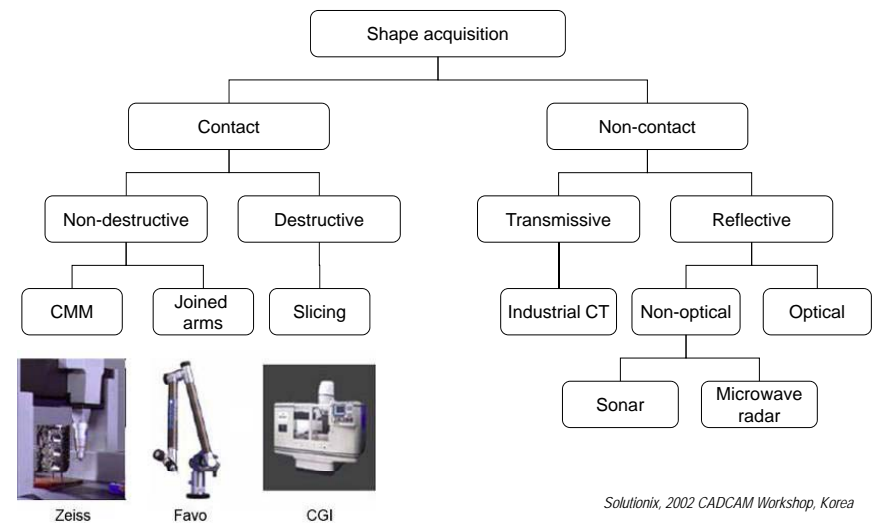 Shape acquisition
Contact
Non-contact
Non-destructive
Destructive
Transmissive
Reflective
CMM
Joined
arms
Slicing
Industrial CT
Non-optical
Optical
Sonar
Microwave
radar
Zeiss
Favo
CGI
Solutionix, 2002 CADCAM Workshop, Korea